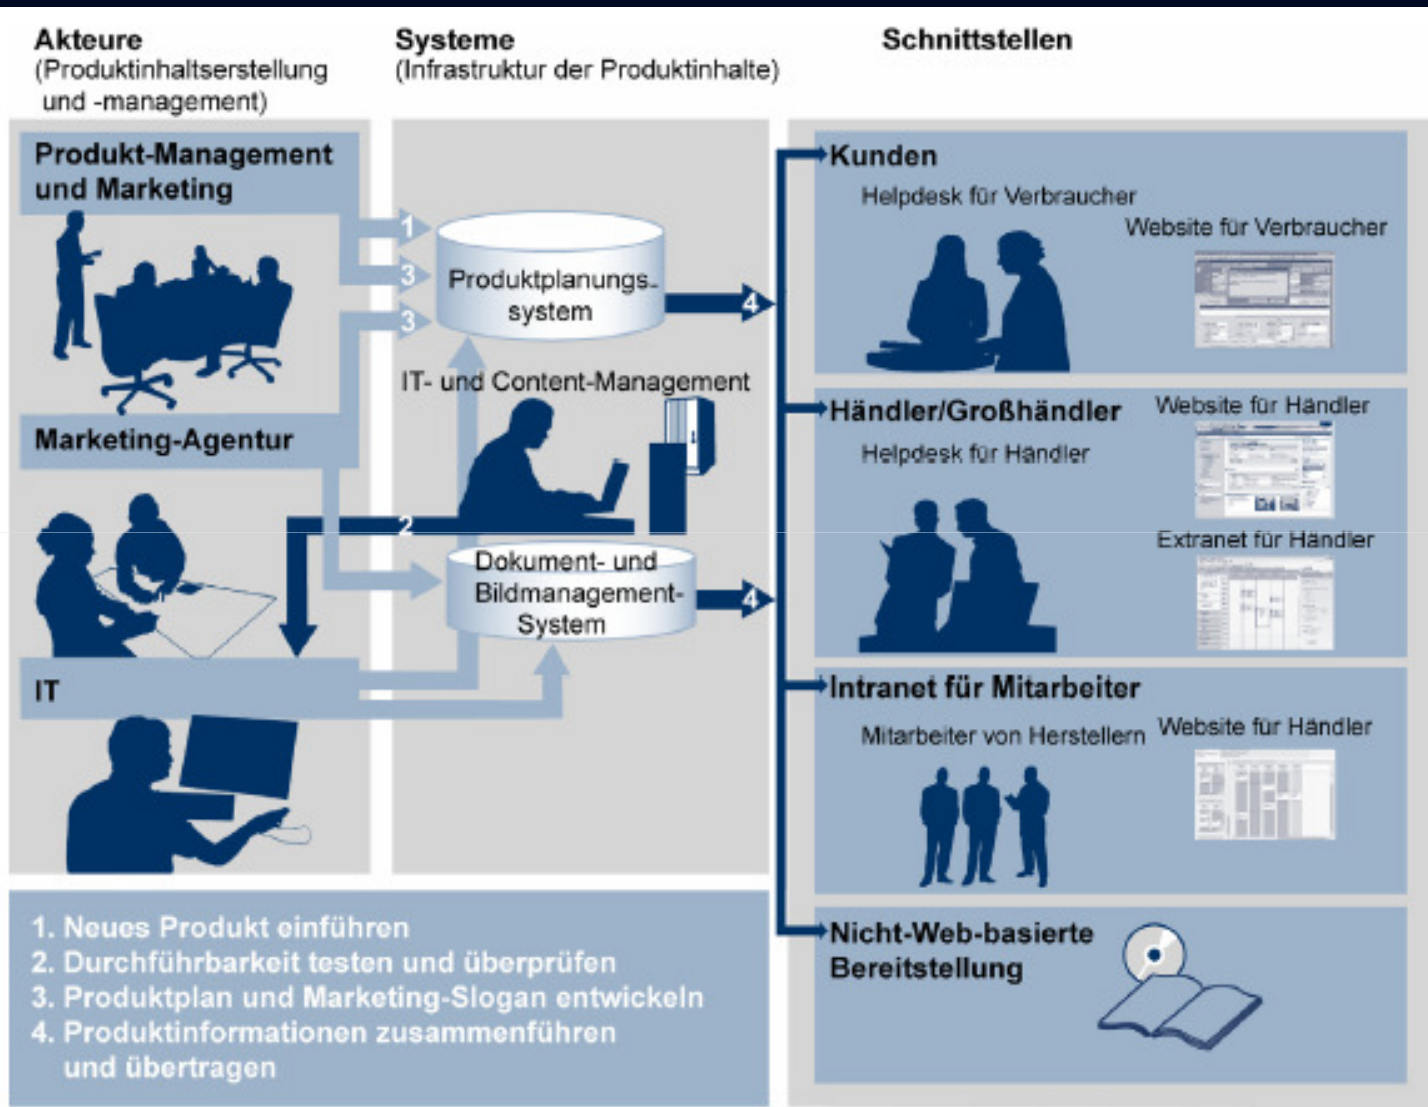 Akteure
(Produktinhaltserstellung
und -management)
Systeme
(Infrastruktur der Produktinhalte)
Schnittstellen
Produkt-Management
und Marketing
1
3
3
Marketing-Agentur
IT
Produktplanungs-
system
4
IT- und Content-Management
2
Dokument- und
Bildmanagement-
System
4
Kunden
Helpdesk für Verbraucher
Website für Verbraucher
Händler/Großhändler
Website für Händler
Helpdesk für Händler
Extranet für Händler
Intranet für Mitarbeiter
Mitarbeiter von Herstellern
Website für Händler
Nicht-Web-basierte
Bereitstellung
1. Neues Produkt einführen
2. Durchführbarkeit testen und überprüfen
3. Produktplan und Marketing-Slogan entwickeln
4. Produktinformationen zusammenführen
und übertragen